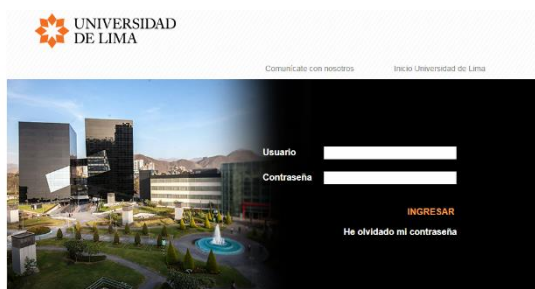 UNIVERSIDAD
DE LIMA
Comunícate con nosotros Inicio Universidad de Lima
Usuario
Contraseña
INGRESAR
He olvidado mi contraseña